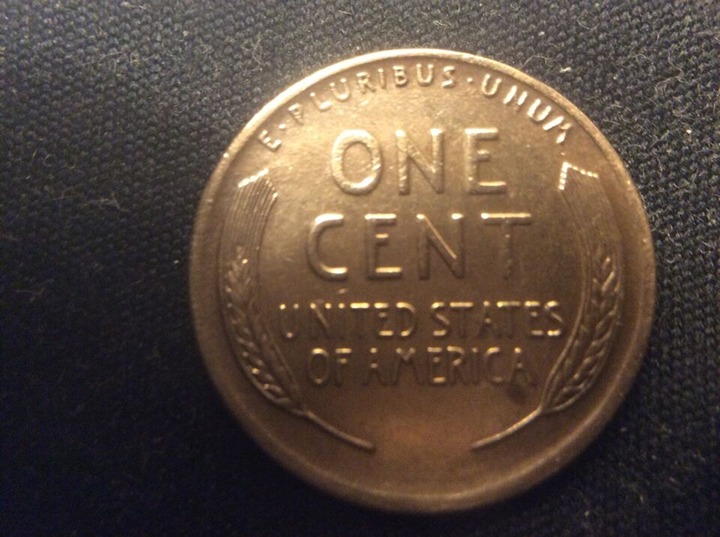 E·PLURIBUS·UNUM
ONE
CENT
UNITED STATES
OF AMERICA